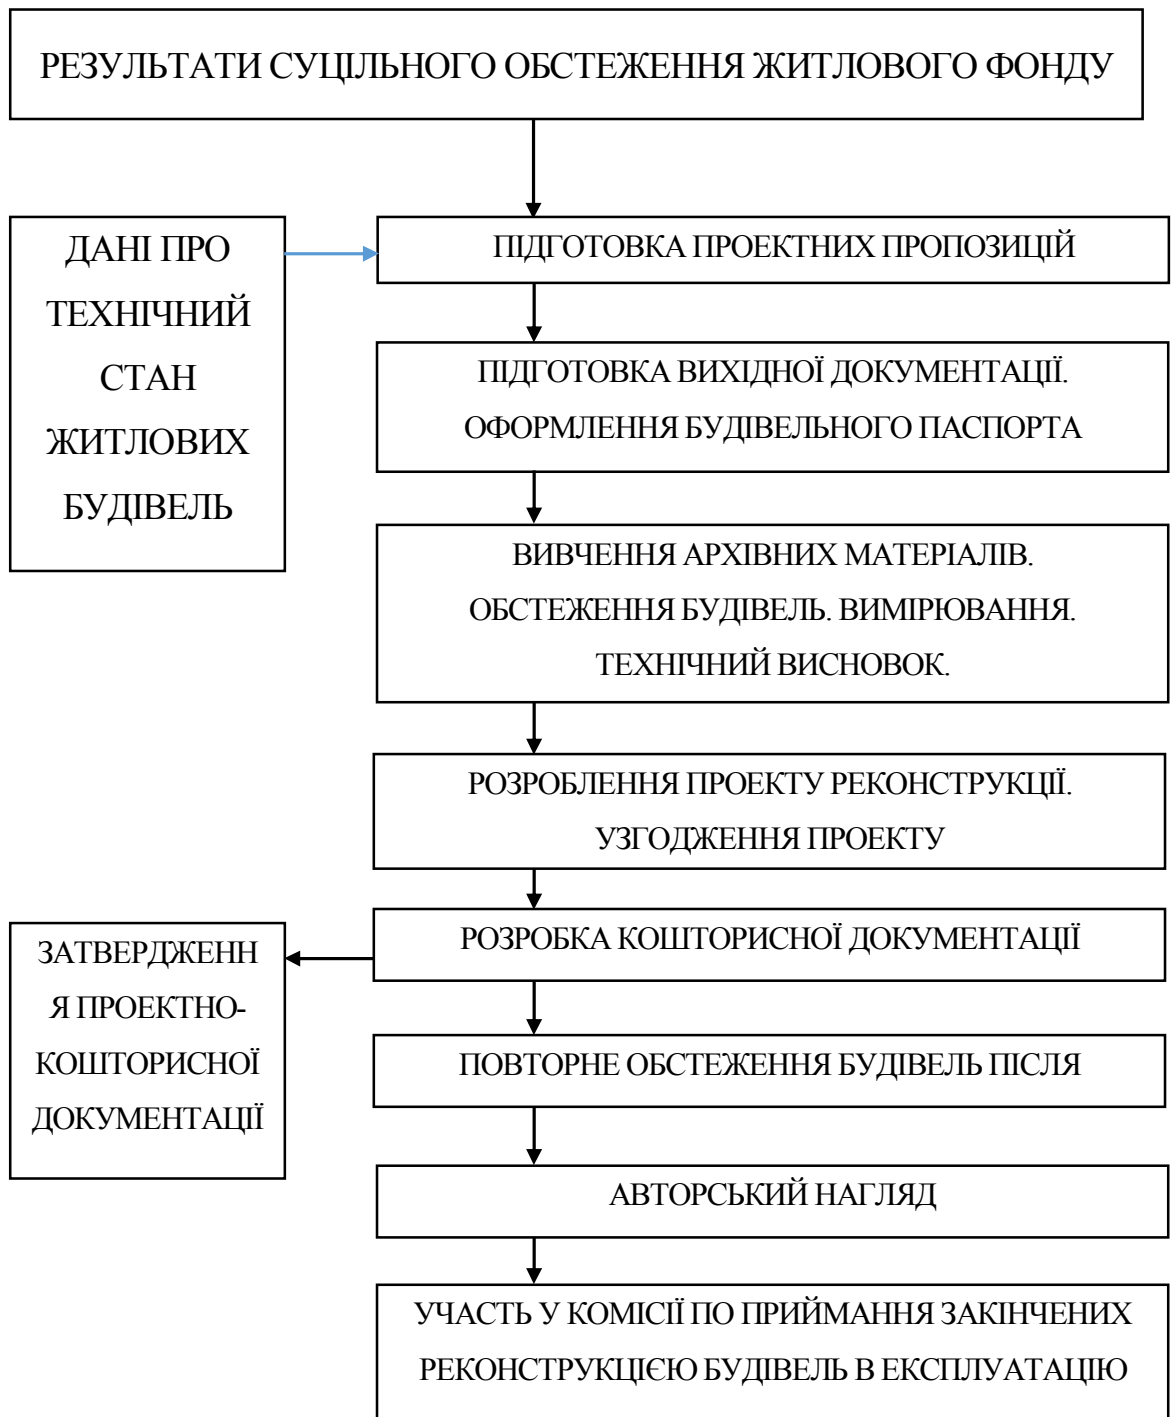 РЕЗУЛЬТАТИ СУЦІЛЬНОГО ОБСТЕЖЕННЯ ЖИТЛОВОГО ФОНДУ
ДАНІ ПРО
ТЕХНІЧНИЙ
СТАН
ЖИТЛОВИХ
БУДІВЕЛЬ
ПІДГОТОВКА ПРОЕКТНИХ ПРОПОЗИЦІЙ
ПІДГОТОВКА ВИХІДНОЇ ДОКУМЕНТАЦІЇ.
ОФОРМЛЕННЯ БУДІВЕЛЬНОГО ПАСПОРТА
ВИВЧЕННЯ АРХІВНИХ МАТЕРІАЛІВ.
ОБСТЕЖЕННЯ БУДІВЕЛЬ. ВИМІРЮВАННЯ.
ТЕХНІЧНИЙ ВИСНОВОК.
РОЗРОБЛЕННЯ ПРОЕКТУ РЕКОНСТРУКЦІЇ.
УЗГОДЖЕННЯ ПРОЕКТУ
РОЗРОБКА КОШТОРИСНОЇ ДОКУМЕНТАЦІЇ
ЗАТВЕРДЖЕНН
Я ПРОЕКТНО-
КОШТОРИСНОЇ
ДОКУМЕНТАЦІЇ
ПОВТОРНЕ ОБСТЕЖЕННЯ БУДІВЕЛЬ ПІСЛЯ
АВТОРСЬКИЙ НАГЛЯД
УЧАСТЬ У КОМІСІЇ ПО ПРИЙМАННЯ ЗАКІНЧЕНИХ
РЕКОНСТРУКЦІЄЮ БУДІВЕЛЬ В ЕКСПЛУАТАЦІЮ